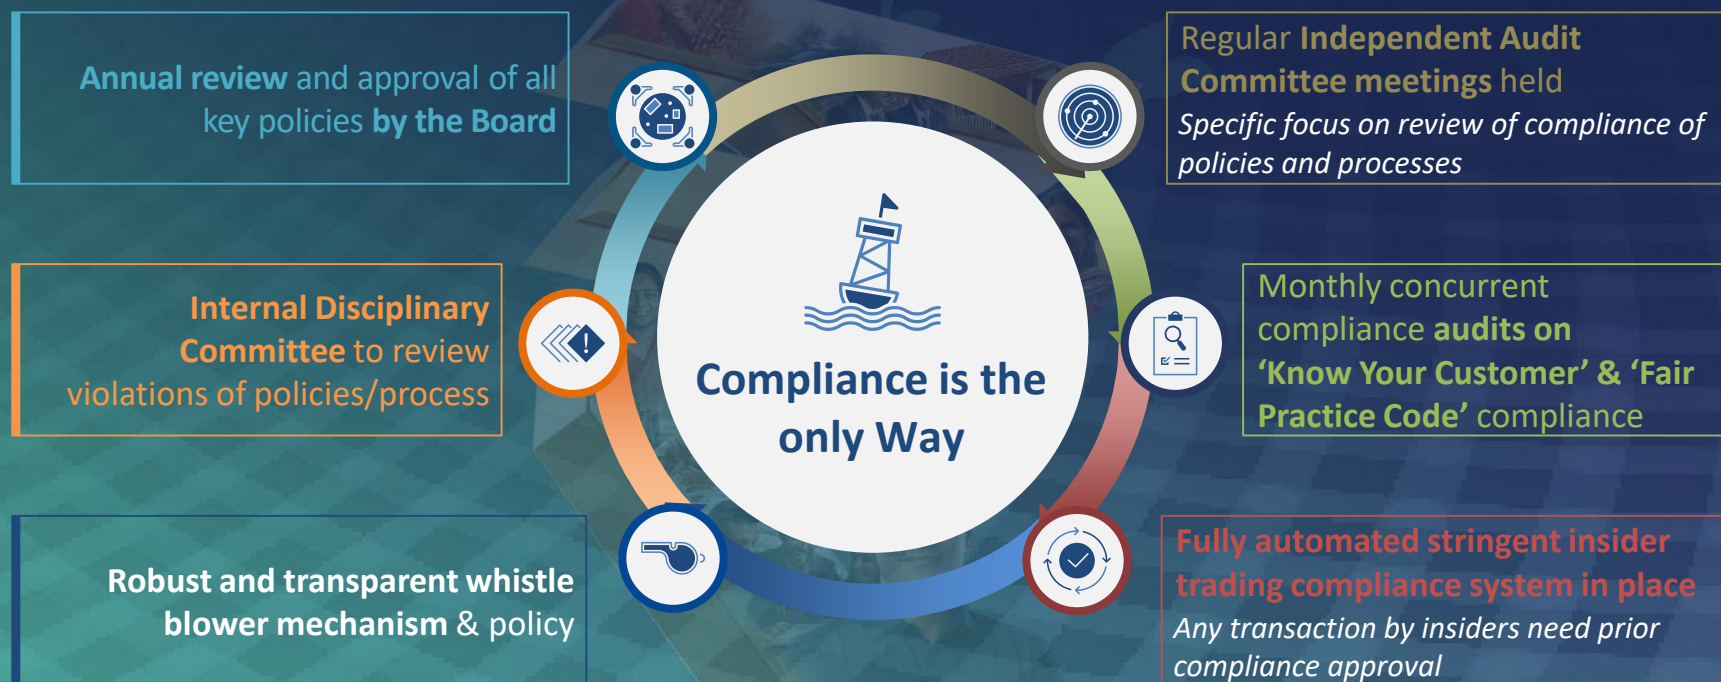 Annual review and approval of all
key policies by the Board
Regular Independent Audit
Committee meetings held
Specific focus on review of compliance of
policies and processes
Internal Disciplinary
Committee to review
violations of policies/process
Compliance is the
only Way
Monthly concurrent
compliance audits on
‘Know Your Customer’ & ‘Fair
Practice Code’ compliance
Robust and transparent whistle
blower mechanism & policy
Fully automated stringent insider
trading compliance system in place
Any transaction by insiders need prior
compliance approval